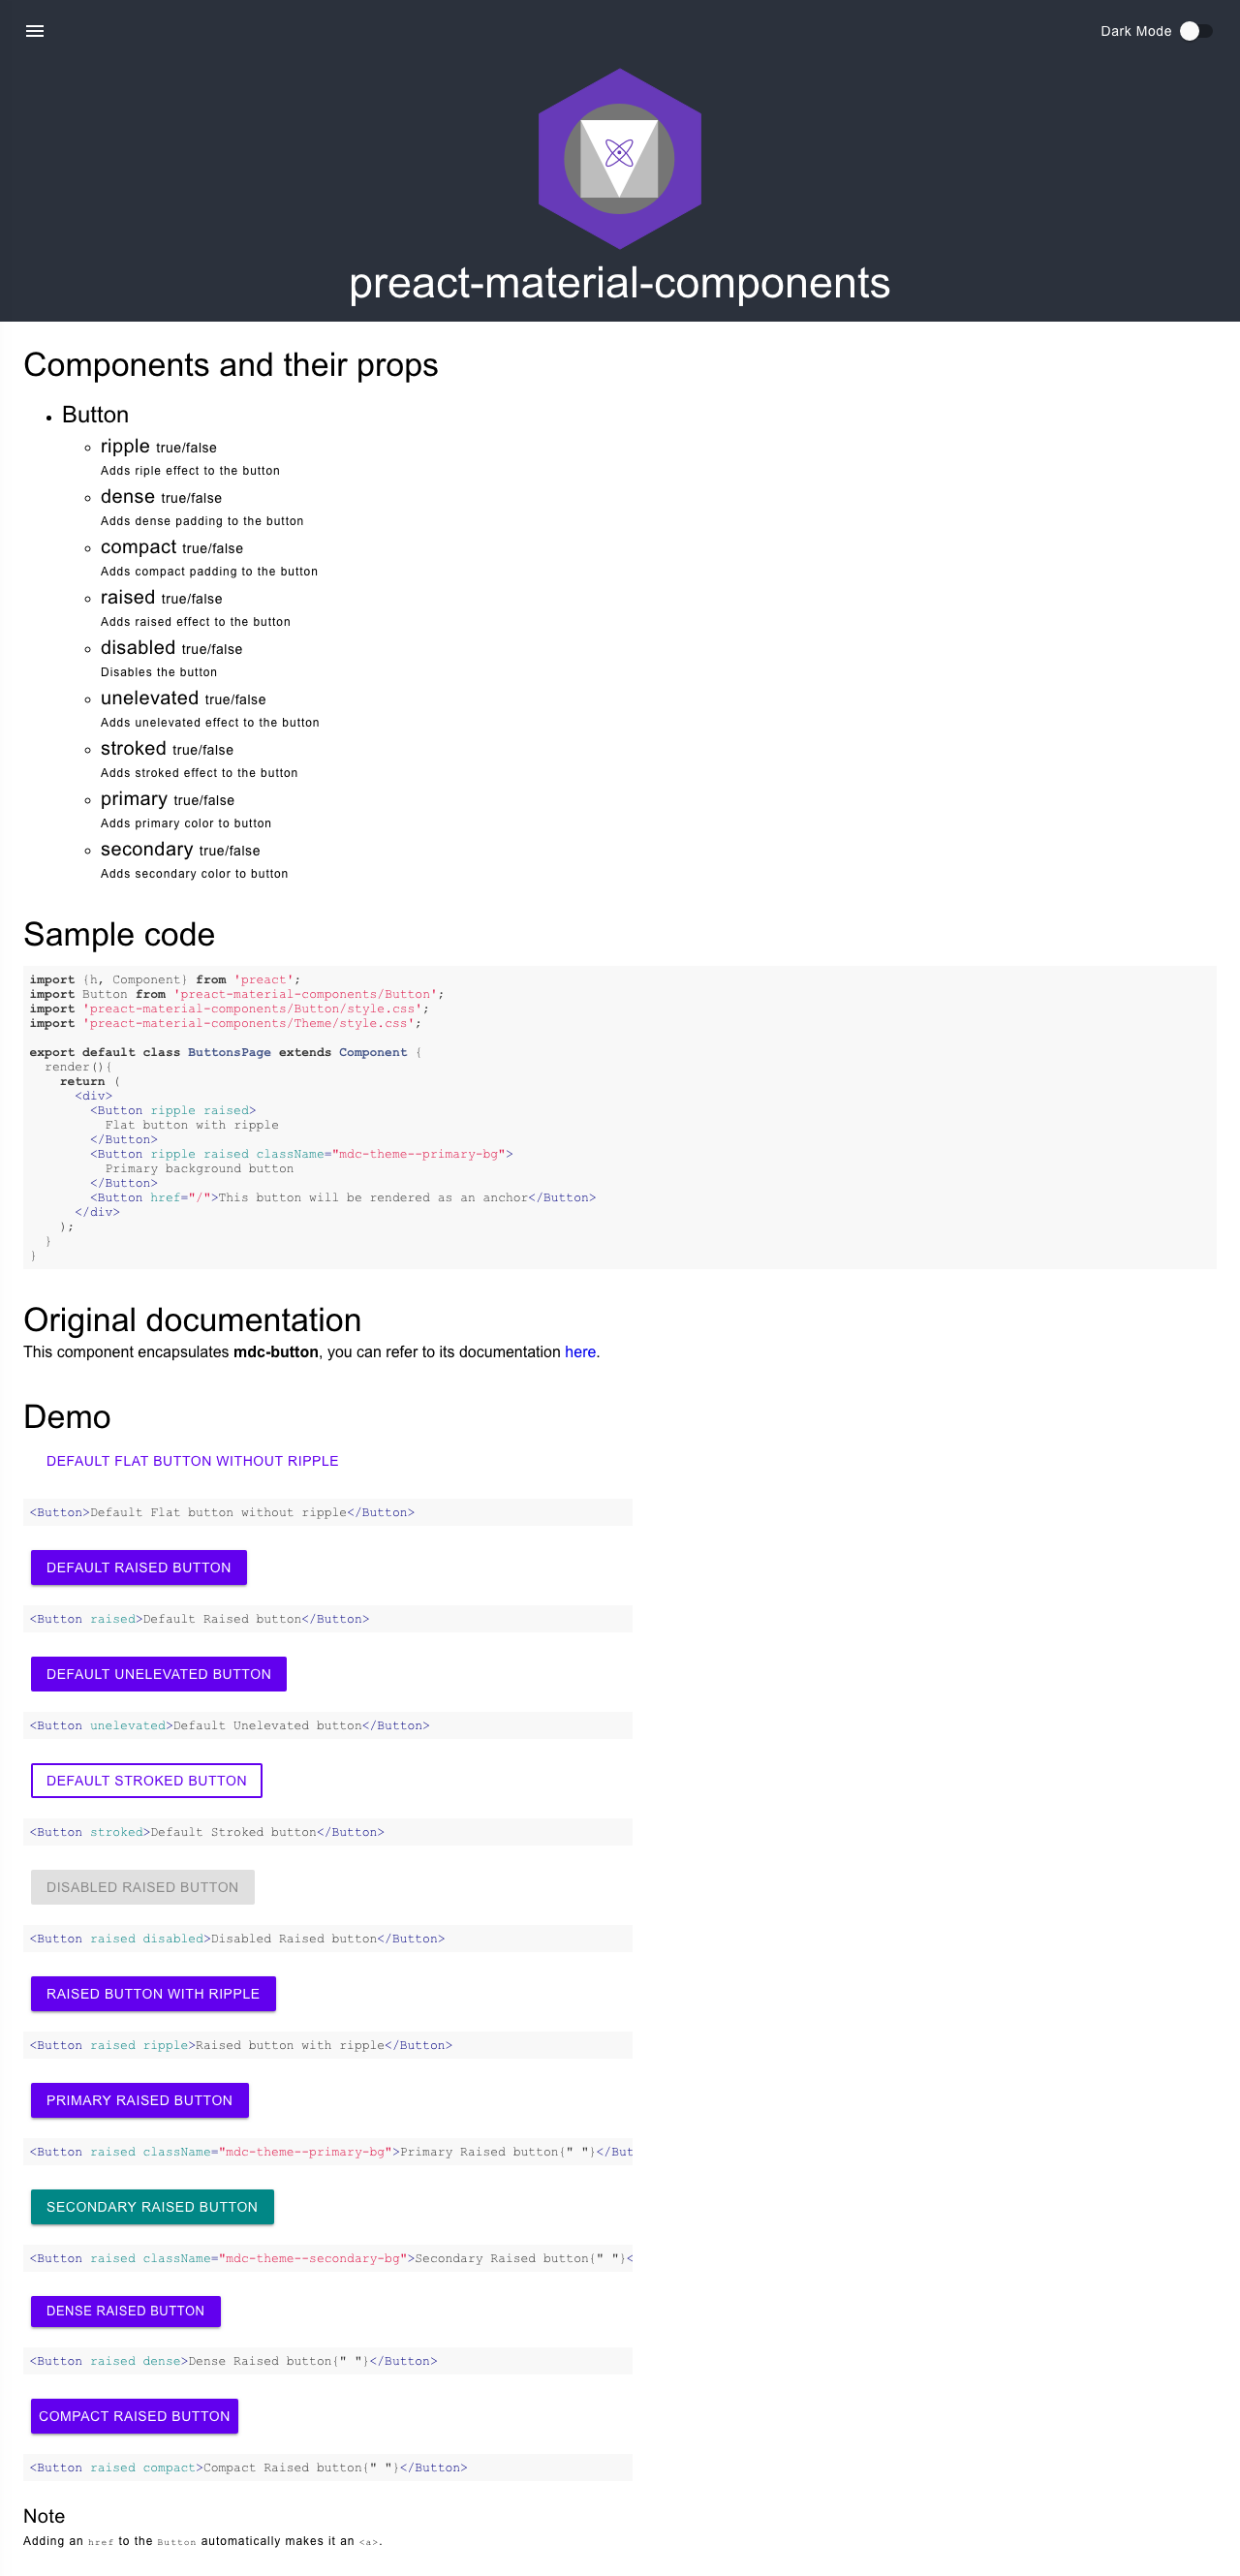 Dark Mode
preact-material-components
Components and their props
Button
ripple true/false
Adds riple effect to the button
dense true/false
Adds dense padding to the button
compact true/false
Adds compact padding to the button
raised true/false
Adds raised effect to the button
disabled true/false
Disables the button
unelevated true/false
Adds unelevated effect to the button
stroked true/false
Adds stroked effect to the button
primary true/false
Adds primary color to button
secondary true/false
Adds secondary color to button
Sample code
import {h, Component} from 'preact';
import Button from 'preact-material-components/Button';
import 'preact-material-components/Button/style.css';
import 'preact-material-components/Theme/style.css';
export default class ButtonsPage extends Component {
render(){
return (
<div>
<Button ripple raised>
Flat button with ripple
</Button>
<Button ripple raised className="mdc-theme--primary-bg">
Primary background button
</Button>
<Button href="/">This button will be rendered as an anchor</Button>
</div>
);
}
}
Original documentation
This component encapsulates mdc-button, you can refer to its documentation here.
Demo
DEFAULT FLAT BUTTON WITHOUT RIPPLE
<Button>Default Flat button without ripple</Button>
DEFAULT RAISED BUTTON
<Button raised>Default Raised button</Button>
DEFAULT UNELEVATED BUTTON
<Button unelevated>Default Unelevated button</Button>
DEFAULT STROKED BUTTON
<Button stroked>Default Stroked button</Button>
DISABLED RAISED BUTTON
<Button raised disabled>Disabled Raised button</Button>
RAISED BUTTON WITH RIPPLE
<Button raised ripple>Raised button with ripple</Button>
PRIMARY RAISED BUTTON
<Button raised className="mdc-theme--primary-bg">Primary Raised button{" "}</But
SECONDARY RAISED BUTTON
<Button raised className="mdc-theme--secondary-bg">Secondary Raised button{" "}<
DENSE RAISED BUTTON
<Button raised dense>Dense Raised button{" "}</Button>
COMPACT RAISED BUTTON
<Button raised compact>Compact Raised button{" "}</Button>
Note
Adding an href to the Button automatically makes it an <a>.